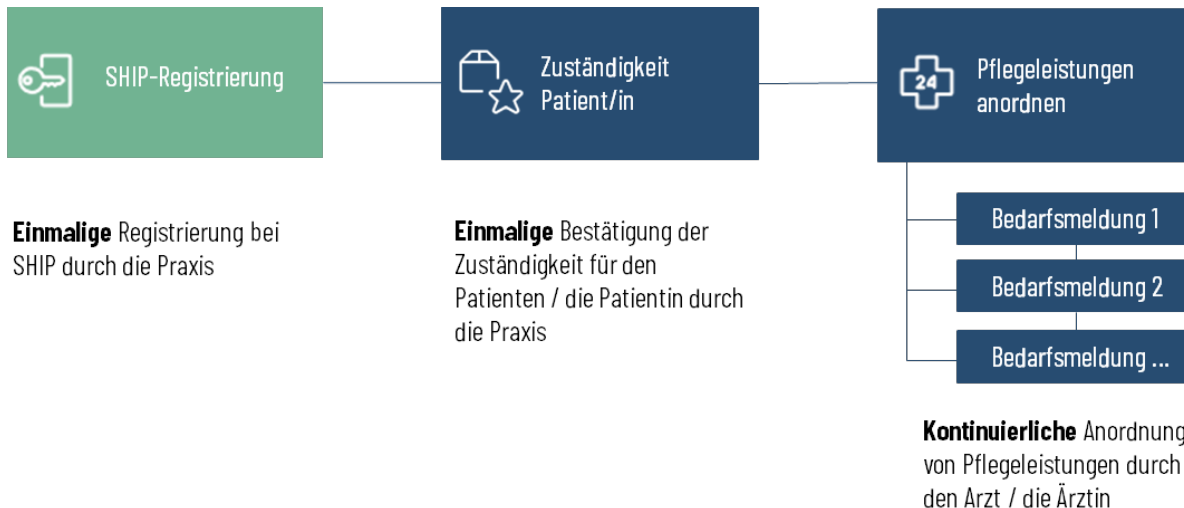 SHIP-Registrierung
Zuständigkeit
Patient/in
24
Pflegeleistungen
anordnen
Einmalige Registrierung bei
SHIP durch die Praxis
Einmalige Bestätigung der
Zuständigkeit für den
Patienten / die Patientin durch
die Praxis
Bedarfsmeldung 1
Bedarfsmeldung 2
Bedarfsmeldung ...
Kontinuierliche Anordnung
von Pflegeleistungen durch
den Arzt / die Ärztin